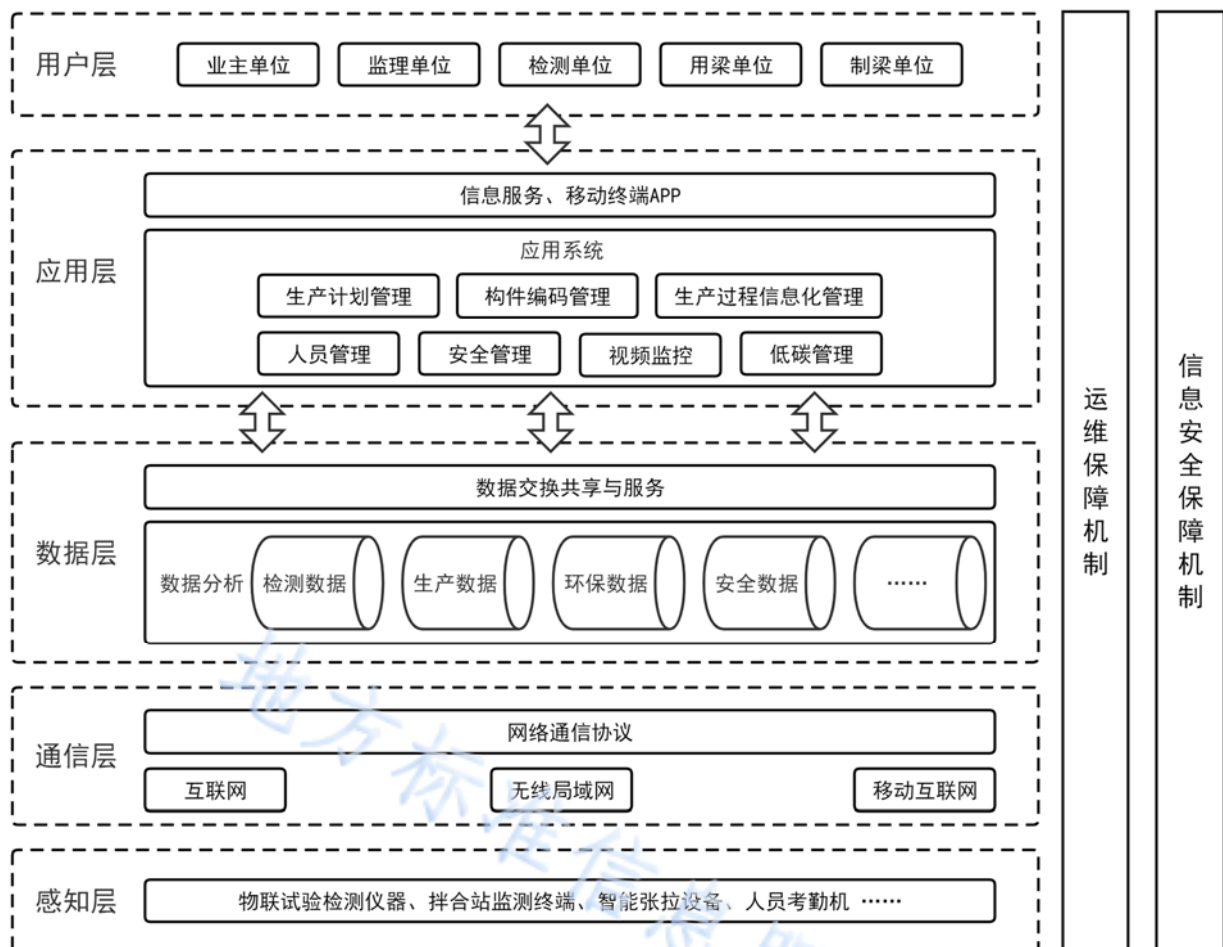 用户层
业主单位 监理单位 检测单位 用梁单位 制梁单位
应用层
信息服务、移动终端APP
应用系统
生产计划管理 构件编码管理 生产过程信息化管理
人员管理 安全管理 视频监控 低碳管理
数据层
数据交换共享与服务
数据分析 检测数据 生产数据 环保数据 安全数据 ……
通信层
网络通信协议
互联网 无线局域网 移动互联网
感知层
物联试验检测仪器、拌合站监测终端、智能张拉设备、人员考勤机 ……
运维保障机制
信息安全保障机制
地方标准信息